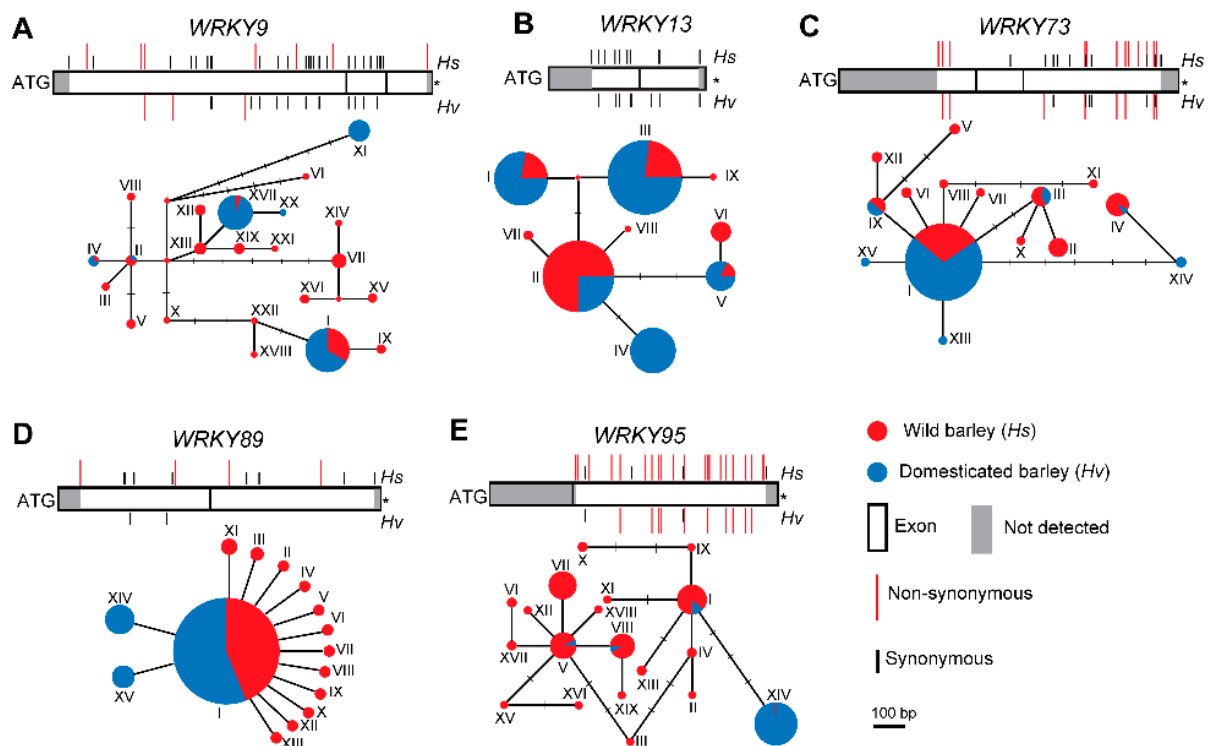 A
WRKY9
Hs
ATG
*
Hv
XI
VI
VIII
XVII
XII
XX
XIV
IV
II
XIII
XIX
XXI
VII
III
XVI
XV
V
X
XXII
I
IX
XVIII
B
WRKY13
Hs
ATG
*
Hv
III
I
IX
VI
VII
VIII
II
V
IV
C
WRKY73
Hs
ATG
*
Hv
V
XII
XI
VI
VIII
VII
III
IX
IV
X
II
XV
I
XIV
XIII
D
WRKY89
Hs
ATG
*
Hv
XI
III
II
IV
XIV
V
VI
VII
VIII
XV
IX
I
X
XII
XIII
E
WRKY95
Hs
ATG
*
Hv
IX
X
VII
VI
XI
I
XII
XVIII
VIII
XVII
V
IV
XIII
XIX
II
XVI
XIV
XV
III
Wild barley (Hs)
Domesticated barley (Hv)
Exon
Not detected
Non-synonymous
Synonymous
100 bp